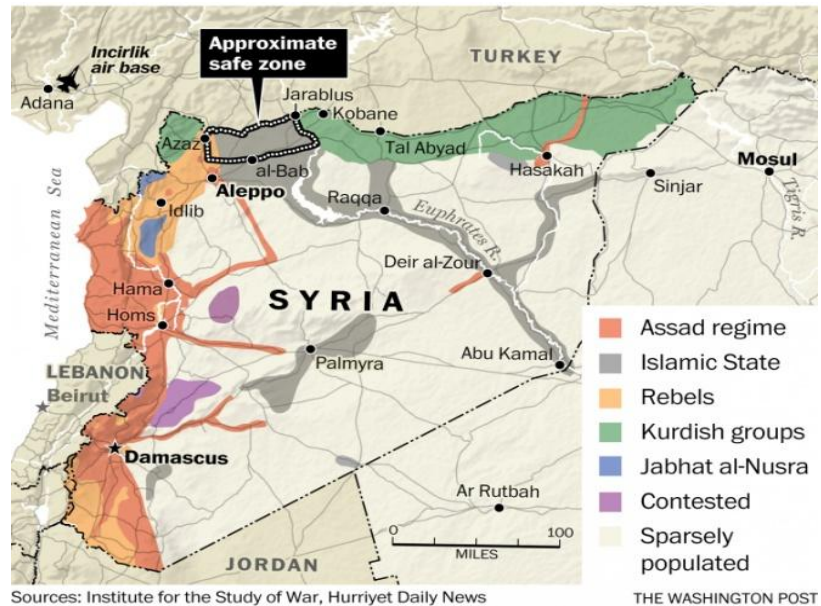 Approximate
safe zone
TURKEY
Incirlik
air base
Adana
Jarablus
Kobane
Azaz
Tal Abyad
al-Bab
Hasakah
Mosul
Aleppo
Sinjar
Raqqa
Idlib
Euphrates R.
Tigris R.
Mediterranean Sea
Deir al-Zour
Hama
SYRIA
Homs
Palmyra
Abu Kamal
LEBANON
Beirut
Damascus
Ar Rutbah
JORDAN
0 100
MILES
Assad regime
Islamic State
Rebels
Kurdish groups
Jabhat al-Nusra
Contested
Sparsely
populated
Sources: Institute for the Study of War, Hurriyet Daily News
THE WASHINGTON POST